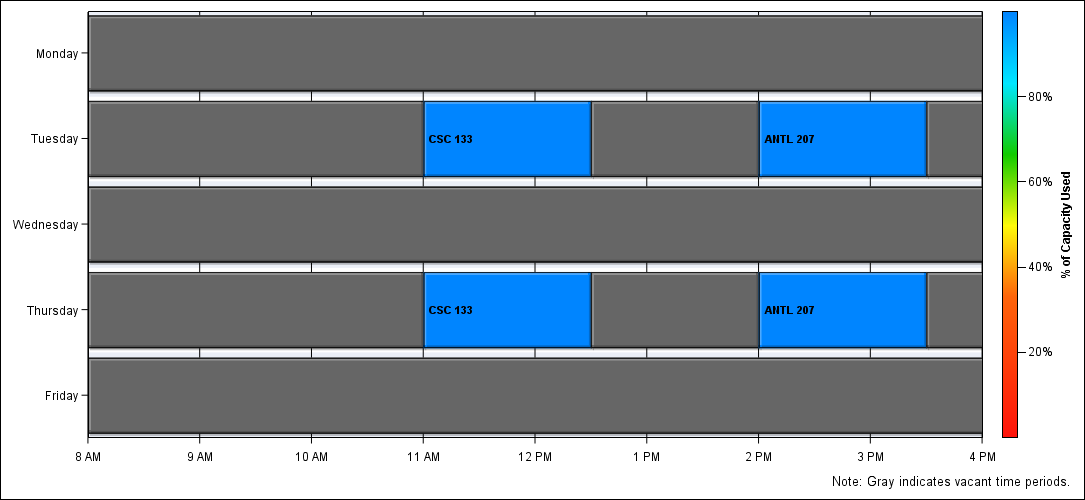 Monday
Tuesday
CSC 133
ANTL 207
Wednesday
Thursday
CSC 133
ANTL 207
Friday
8 AM 9 AM 10 AM 11 AM 12 PM 1 PM 2 PM 3 PM 4 PM
80%
60%
40%
20%
% of Capacity Used
Note: Gray indicates vacant time periods.